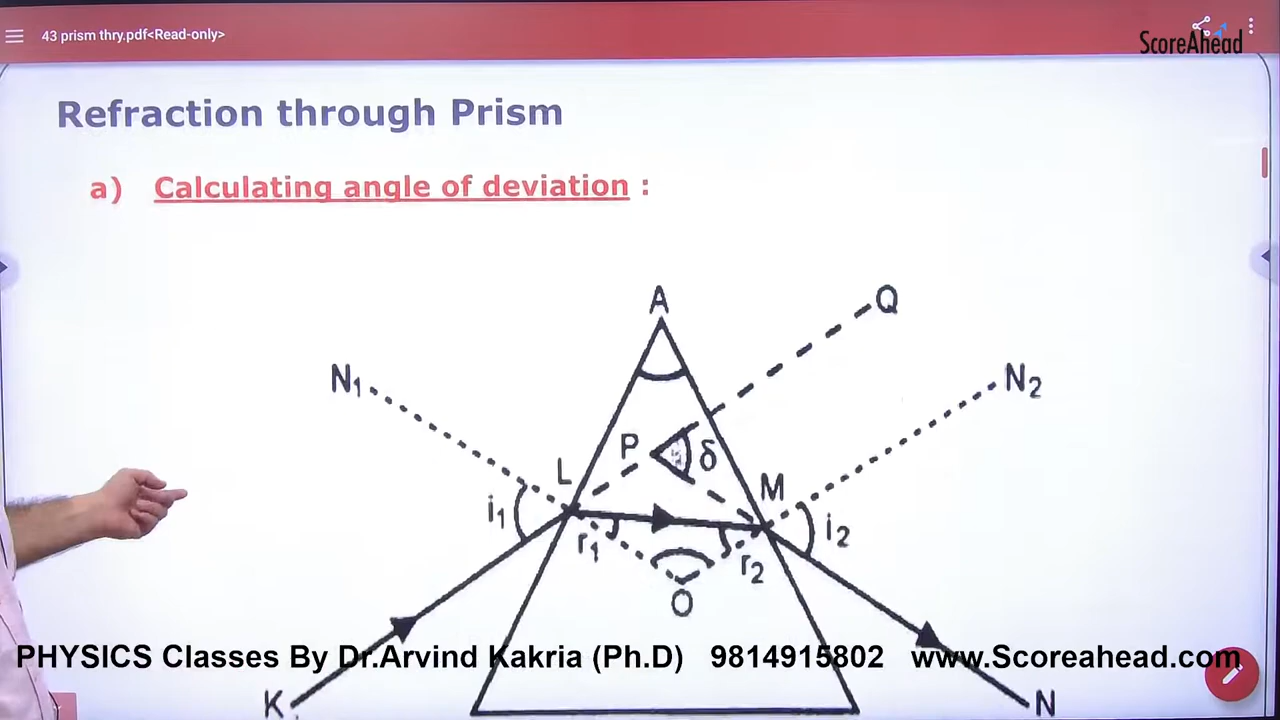 43 prism thry.pdf<Read-only>
ScoreAhead
Refraction through Prism
a) Calculating angle of deviation :
A
Q
N₁
N₂
P
δ
L
M
i₁
i₂
r₁
r₂
O
PHYSICS Classes By Dr.Arvind Kakria (Ph.D) 9814915802 www.Scoreahead.com
K
N